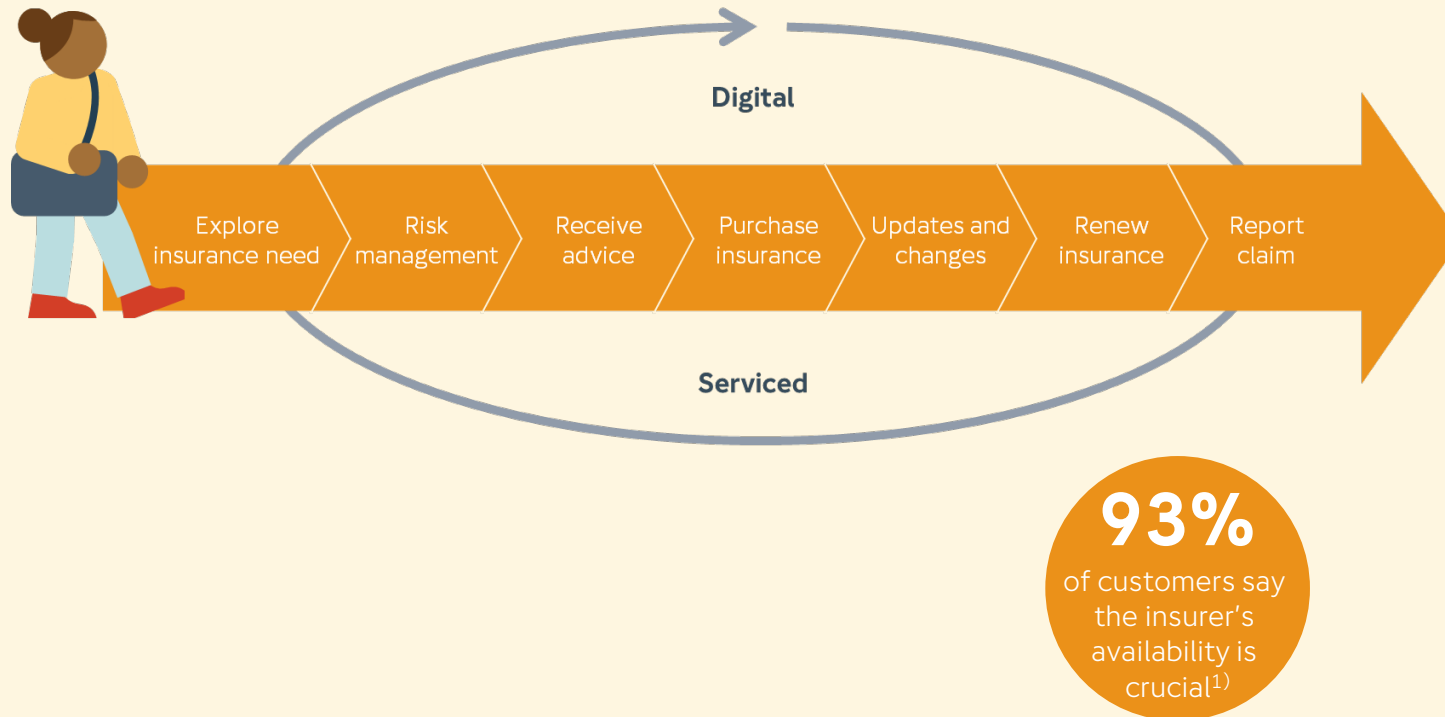 Digital
Explore
insurance need
Risk
management
Receive
advice
Purchase
insurance
Updates and
changes
Renew
insurance
Report
claim
Serviced
93%
of customers say
the insurer’s
availability is
crucial¹⁾